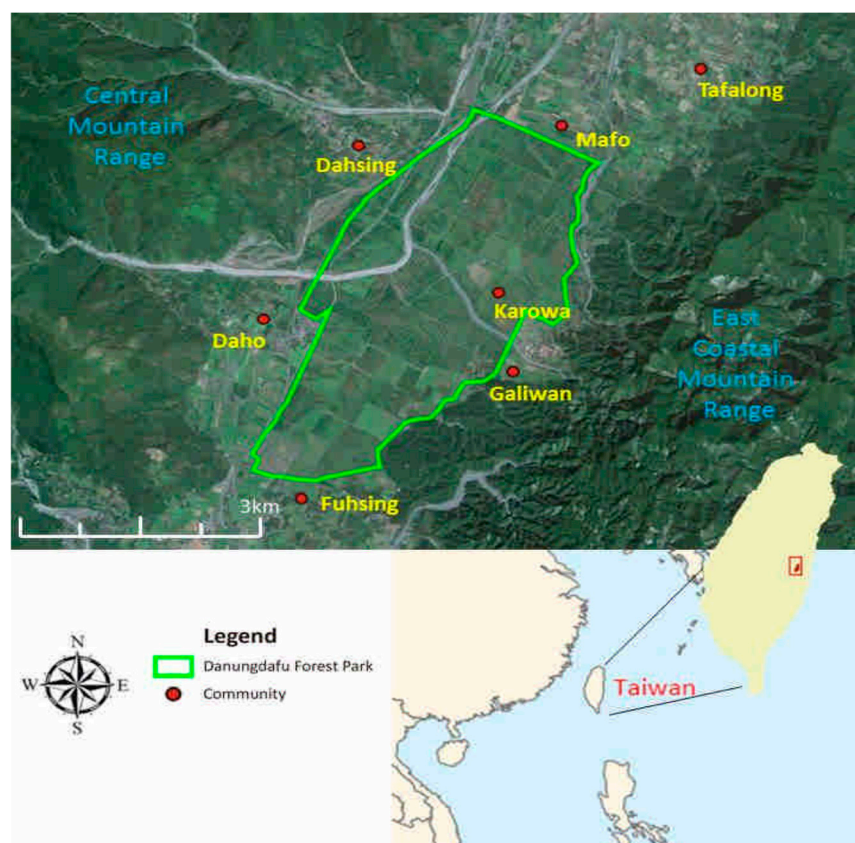 Tafalong
Central
Mountain
Range
Mafo
Dahsing
Karowa
Daho
East
Coastal
Mountain
Range
Galiwan
Fuhsing
3km
Legend
Danungdafu Forest Park
Community
N
W
E
S
Taiwan